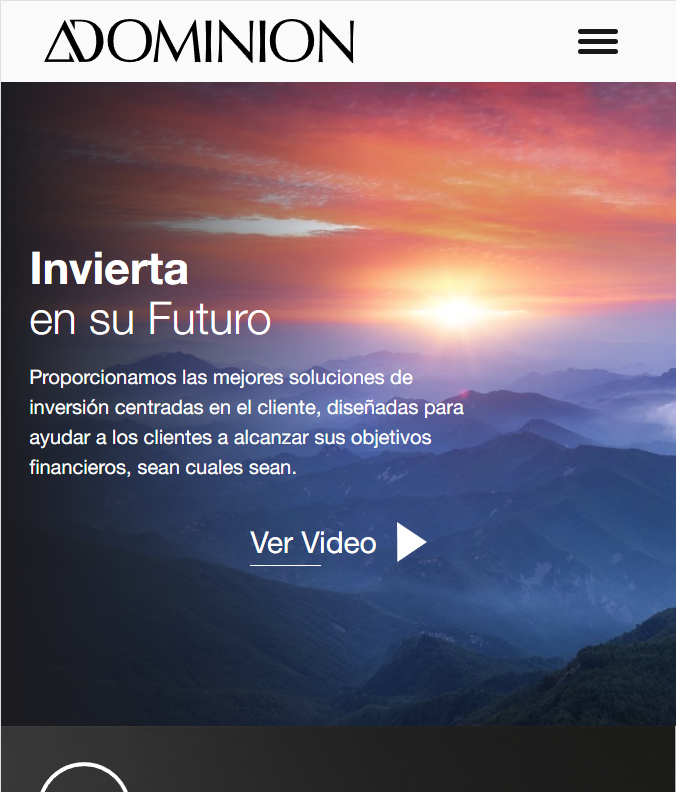 DOMINION
Invierta
en su Futuro
Proporcionamos las mejores soluciones de
inversión centradas en el cliente, diseñadas para
ayudar a los clientes a alcanzar sus objetivos
financieros, sean cuales sean.
Ver Video